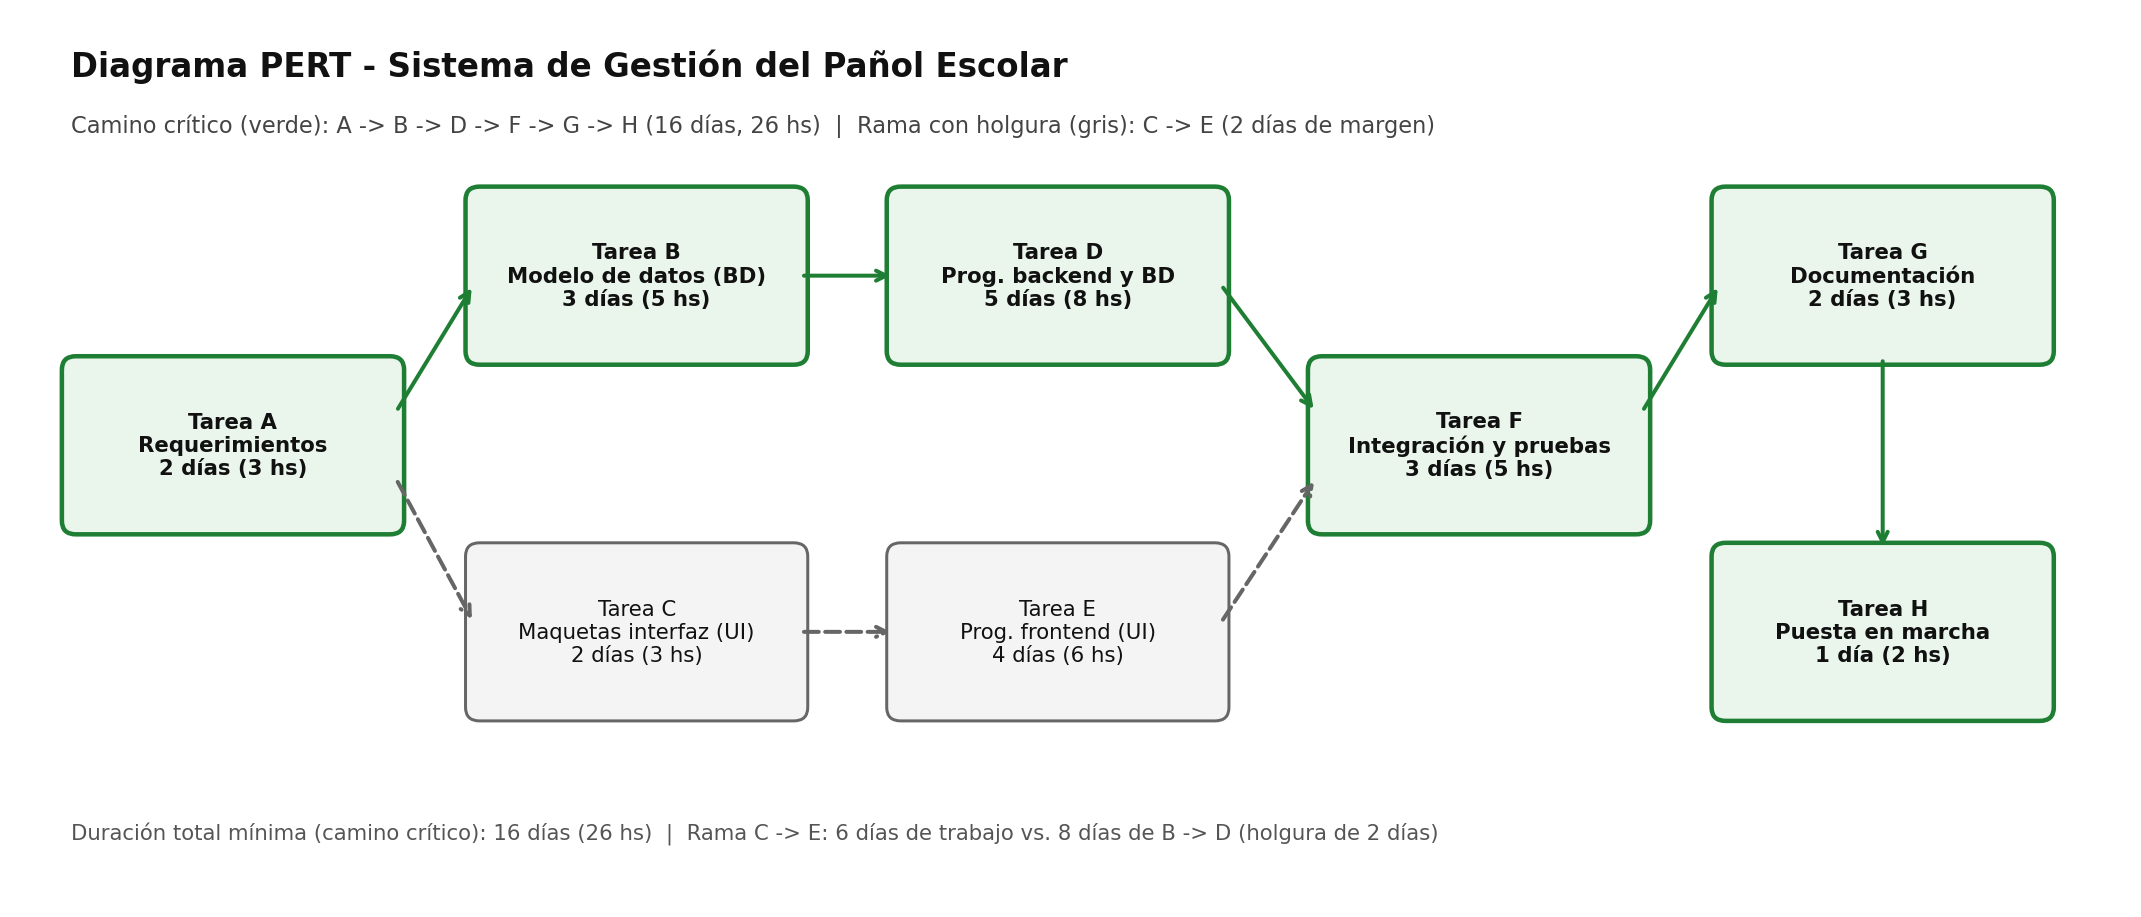 Diagrama PERT - Sistema de Gestión del Pañol Escolar
Camino crítico (verde): A -> B -> D -> F -> G -> H (16 días, 26 hs)  |  Rama con holgura (gris): C -> E (2 días de margen)
Tarea A
Requerimientos
2 días (3 hs)
Tarea B
Modelo de datos (BD)
3 días (5 hs)
Tarea D
Prog. backend y BD
5 días (8 hs)
Tarea C
Maquetas interfaz (UI)
2 días (3 hs)
Tarea E
Prog. frontend (UI)
4 días (6 hs)
Tarea F
Integración y pruebas
3 días (5 hs)
Tarea G
Documentación
2 días (3 hs)
Tarea H
Puesta en marcha
1 día (2 hs)
Duración total mínima (camino crítico): 16 días (26 hs)  |  Rama C -> E: 6 días de trabajo vs. 8 días de B -> D (holgura de 2 días)